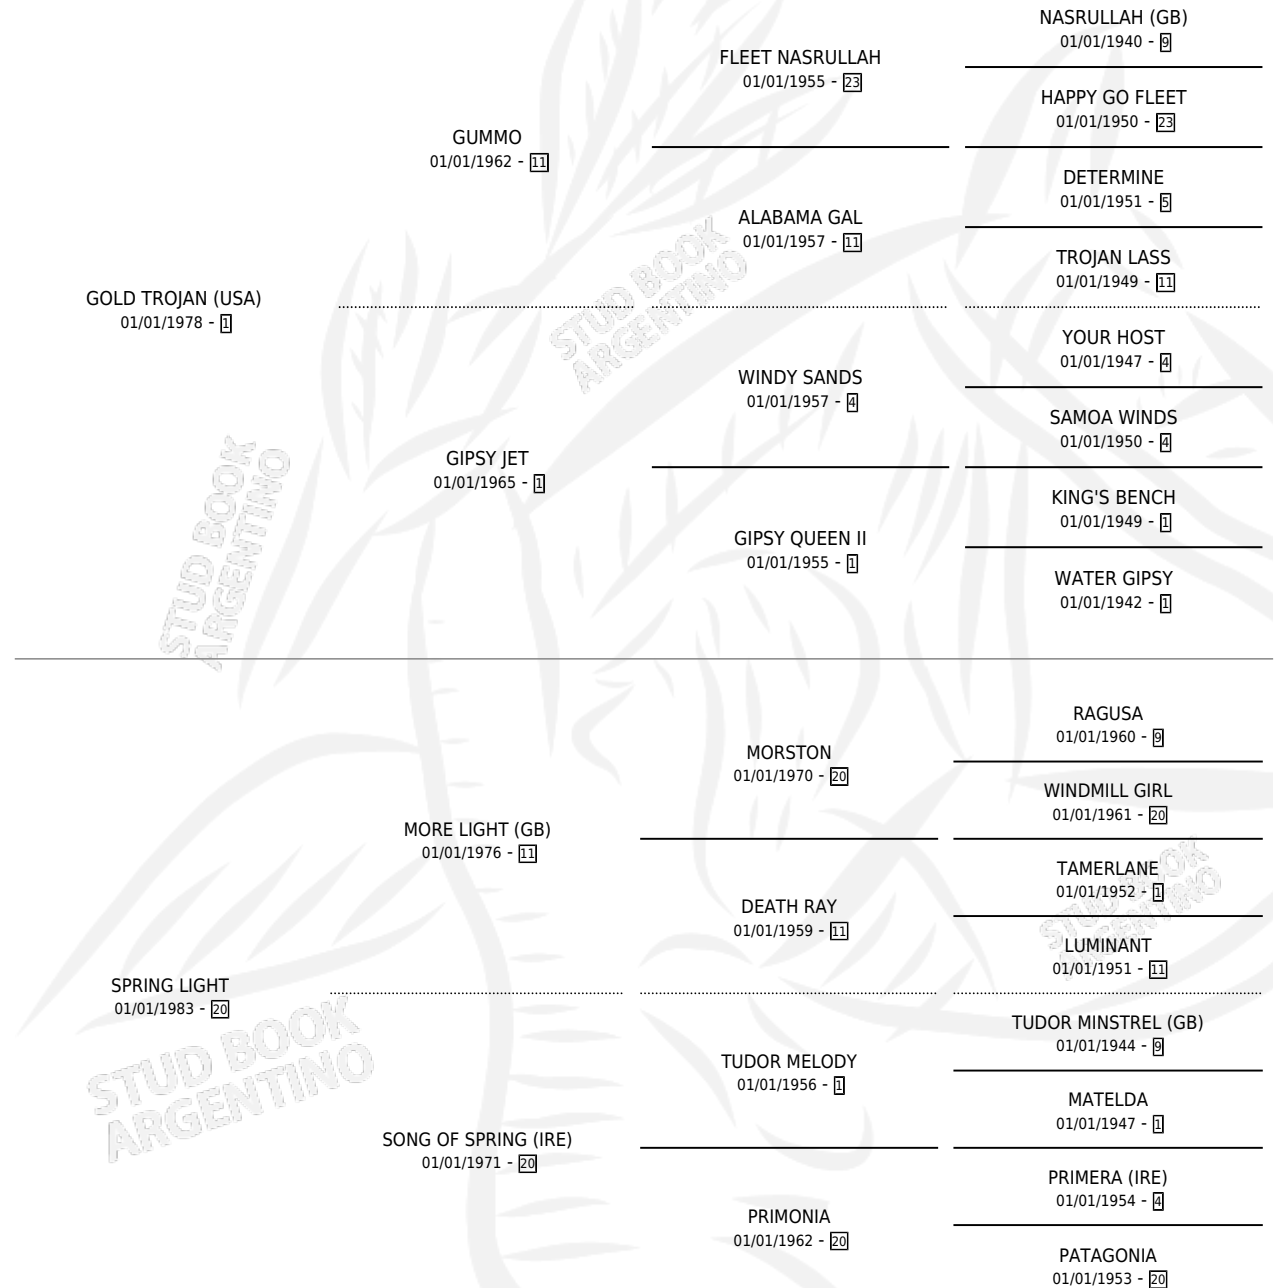 NASRULLAH (GB)
01/01/1940 - 9
FLEET NASRULLAH
01/01/1955 - 23
HAPPY GO FLEET
01/01/1950 - 23
GUMMO
01/01/1962 - 11
DETERMINE
01/01/1951 - 5
ALABAMA GAL
01/01/1957 - 11
TROJAN LASS
01/01/1949 - 11
GOLD TROJAN (USA)
01/01/1978 - 1
YOUR HOST
01/01/1947 - 4
WINDY SANDS
01/01/1957 - 4
SAMOA WINDS
01/01/1950 - 4
GIPSY JET
01/01/1965 - 1
KING'S BENCH
01/01/1949 - 1
GIPSY QUEEN II
01/01/1955 - 1
WATER GIPSY
01/01/1942 - 1
STUD BOOK
ARGENTINO
STUD BOOK
ARGENTINO
RAGUSA
01/01/1960 - 9
MORSTON
01/01/1970 - 20
WINDMILL GIRL
01/01/1961 - 20
MORE LIGHT (GB)
01/01/1976 - 11
TAMERLANE
01/01/1952 - 1
DEATH RAY
01/01/1959 - 11
LUMINANT
01/01/1951 - 11
SPRING LIGHT
01/01/1983 - 20
TUDOR MINSTREL (GB)
01/01/1944 - 9
TUDOR MELODY
01/01/1956 - 1
MATELDA
01/01/1947 - 1
SONG OF SPRING (IRE)
01/01/1971 - 20
PRIMERA (IRE)
01/01/1954 - 4
PRIMONIA
01/01/1962 - 20
PATAGONIA
01/01/1953 - 20
STUD BOOK
ARGENTINO
STUD BOOK
ARGENTINO